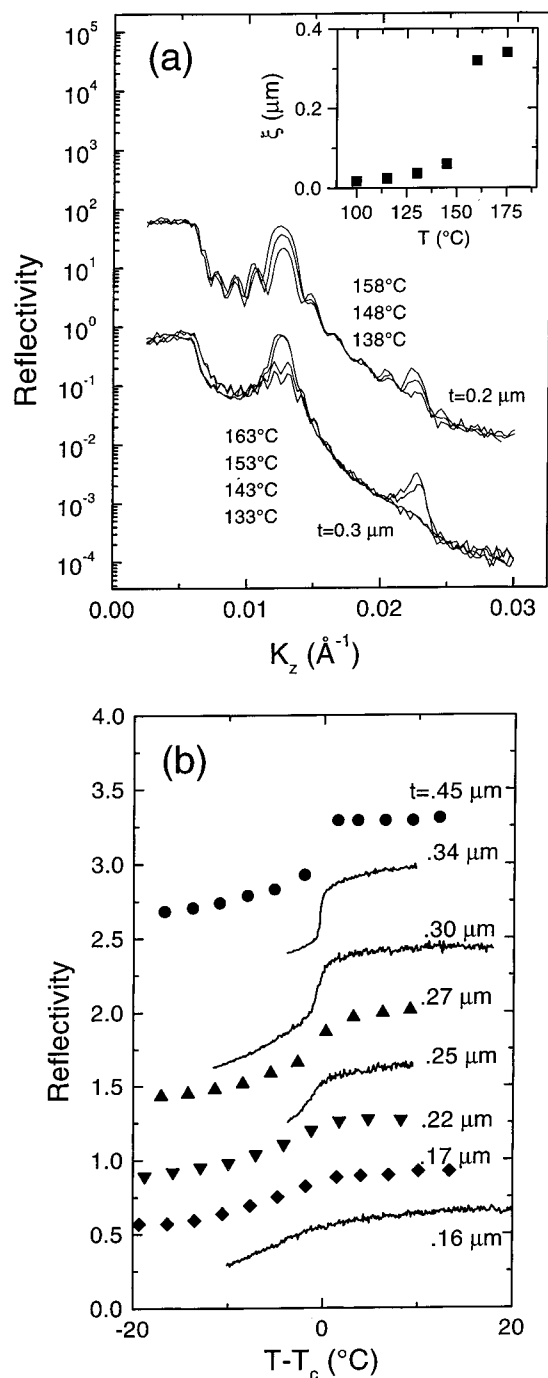 (a)
10^5
10^4
10^3
10^2
10^1
10^0
10^-1
10^-2
10^-3
10^-4
Reflectivity
0.4
0.2
0.0
ξ (μm)
100 125 150 175
T (°C)
158°C
148°C
138°C
t=0.2 μm
163°C
153°C
143°C
133°C
t=0.3 μm
0.00 0.01 0.02 0.03
K_z (Å^-1)
(b)
4.0
3.5
3.0
2.5
2.0
1.5
1.0
0.5
0.0
Reflectivity
t=.45 μm
.34 μm
.30 μm
.27 μm
.25 μm
.22 μm
.17 μm
.16 μm
-20 -10 0 10 20
T-T_c (°C)